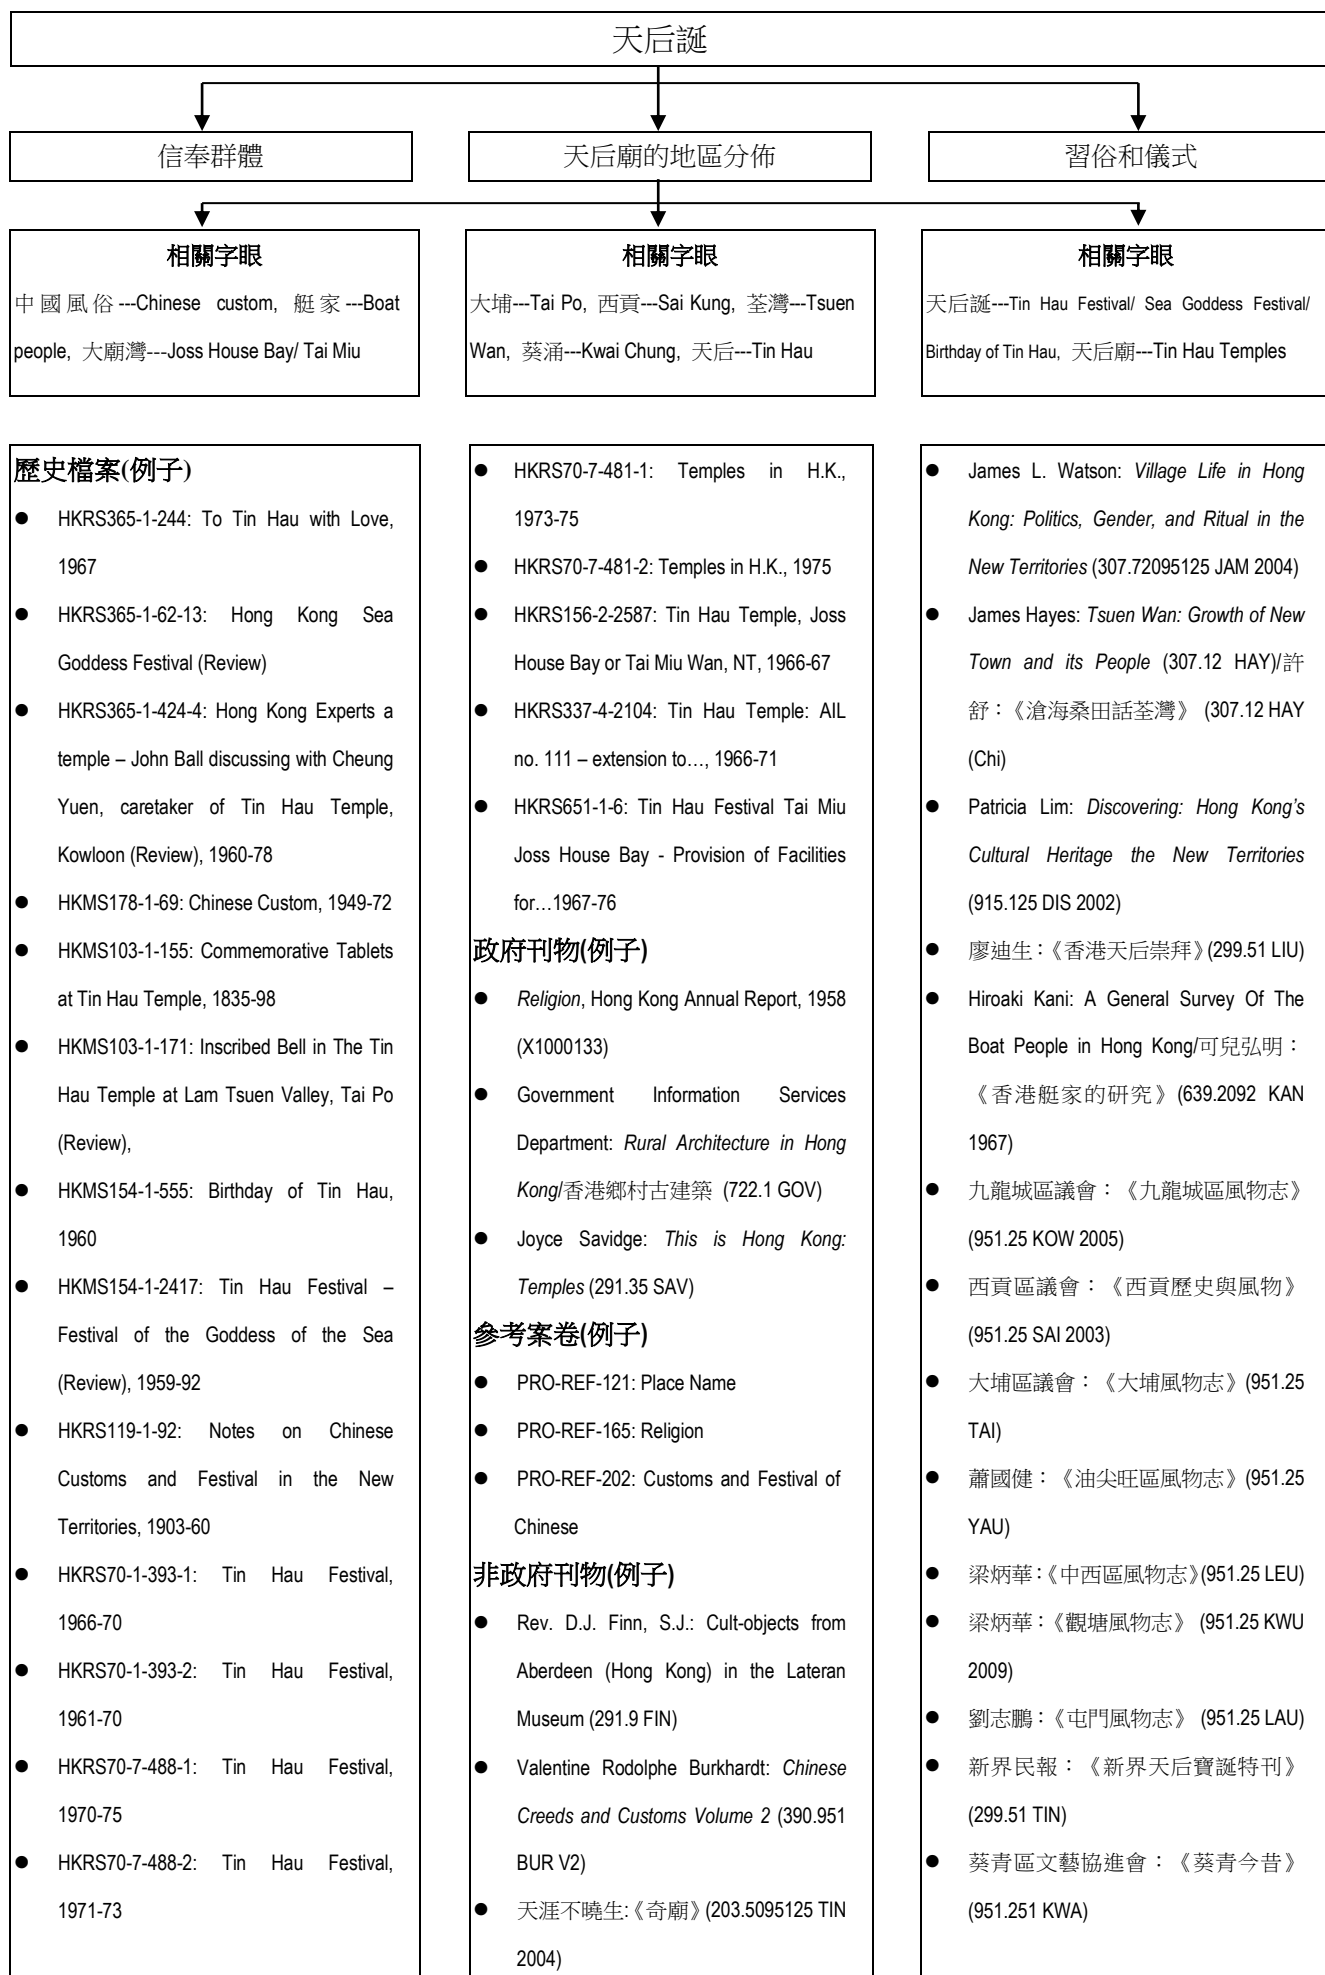 天后誕
信奉群體
天后廟的地區分佈
習俗和儀式
相關字眼
中國風俗---Chinese custom, 艇家---Boat
people, 大廟灣---Joss House Bay/ Tai Miu
相關字眼
大埔---Tai Po, 西貢---Sai Kung, 荃灣---Tsuen
Wan, 葵涌---Kwai Chung, 天后---Tin Hau
相關字眼
天后誕---Tin Hau Festival/ Sea Goddess Festival/
Birthday of Tin Hau, 天后廟---Tin Hau Temples
歷史檔案(例子)
● HKRS365-1-244: To Tin Hau with Love,
1967
● HKRS365-1-62-13: Hong Kong Sea
Goddess Festival (Review)
● HKRS365-1-424-4: Hong Kong Experts a
temple – John Ball discussing with Cheung
Yuen, caretaker of Tin Hau Temple,
Kowloon (Review), 1960-78
● HKMS178-1-69: Chinese Custom, 1949-72
● HKMS103-1-155: Commemorative Tablets
at Tin Hau Temple, 1835-98
● HKMS103-1-171: Inscribed Bell in The Tin
Hau Temple at Lam Tsuen Valley, Tai Po
(Review),
● HKMS154-1-555: Birthday of Tin Hau,
1960
● HKMS154-1-2417: Tin Hau Festival –
Festival of the Goddess of the Sea
(Review), 1959-92
● HKRS119-1-92: Notes on Chinese
Customs and Festival in the New
Territories, 1903-60
● HKRS70-1-393-1: Tin Hau Festival,
1966-70
● HKRS70-1-393-2: Tin Hau Festival,
1961-70
● HKRS70-7-488-1: Tin Hau Festival,
1970-75
● HKRS70-7-488-2: Tin Hau Festival,
1971-73
● HKRS70-7-481-1: Temples in H.K.,
1973-75
● HKRS70-7-481-2: Temples in H.K., 1975
● HKRS156-2-2587: Tin Hau Temple, Joss
House Bay or Tai Miu Wan, NT, 1966-67
● HKRS337-4-2104: Tin Hau Temple: AIL
no. 111 – extension to…, 1966-71
● HKRS651-1-6: Tin Hau Festival Tai Miu
Joss House Bay - Provision of Facilities
for…1967-76
政府刊物(例子)
● Religion, Hong Kong Annual Report, 1958
(X1000133)
● Government Information Services
Department: Rural Architecture in Hong
Kong/香港鄉村古建築 (722.1 GOV)
● Joyce Savidge: This is Hong Kong:
Temples (291.35 SAV)
參考案卷(例子)
● PRO-REF-121: Place Name
● PRO-REF-165: Religion
● PRO-REF-202: Customs and Festival of
Chinese
非政府刊物(例子)
● Rev. D.J. Finn, S.J.: Cult-objects from
Aberdeen (Hong Kong) in the Lateran
Museum (291.9 FIN)
● Valentine Rodolphe Burkhardt: Chinese
Creeds and Customs Volume 2 (390.951
BUR V2)
● 天涯不曉生:《奇廟》(203.5095125 TIN
2004)
● James L. Watson: Village Life in Hong
Kong: Politics, Gender, and Ritual in the
New Territories (307.72095125 JAM 2004)
● James Hayes: Tsuen Wan: Growth of New
Town and its People (307.12 HAY)/許
舒：《滄海桑田話荃灣》 (307.12 HAY
(Chi)
● Patricia Lim: Discovering: Hong Kong's
Cultural Heritage the New Territories
(915.125 DIS 2002)
● 廖迪生：《香港天后崇拜》(299.51 LIU)
● Hiroaki Kani: A General Survey Of The
Boat People in Hong Kong/可兒弘明：
《香港艇家的研究》(639.2092 KAN
1967)
● 九龍城區議會：《九龍城區風物志》
(951.25 KOW 2005)
● 西貢區議會：《西貢歷史與風物》
(951.25 SAI 2003)
● 大埔區議會：《大埔風物志》(951.25
TAI)
● 蕭國健：《油尖旺區風物志》(951.25
YAU)
● 梁炳華：《中西區風物志》(951.25 LEU)
● 梁炳華：《觀塘風物志》 (951.25 KWU
2009)
● 劉志鵬：《屯門風物志》 (951.25 LAU)
● 新界民報：《新界天后寶誕特刊》
(299.51 TIN)
● 葵青區文藝協進會：《葵青今昔》
(951.251 KWA)